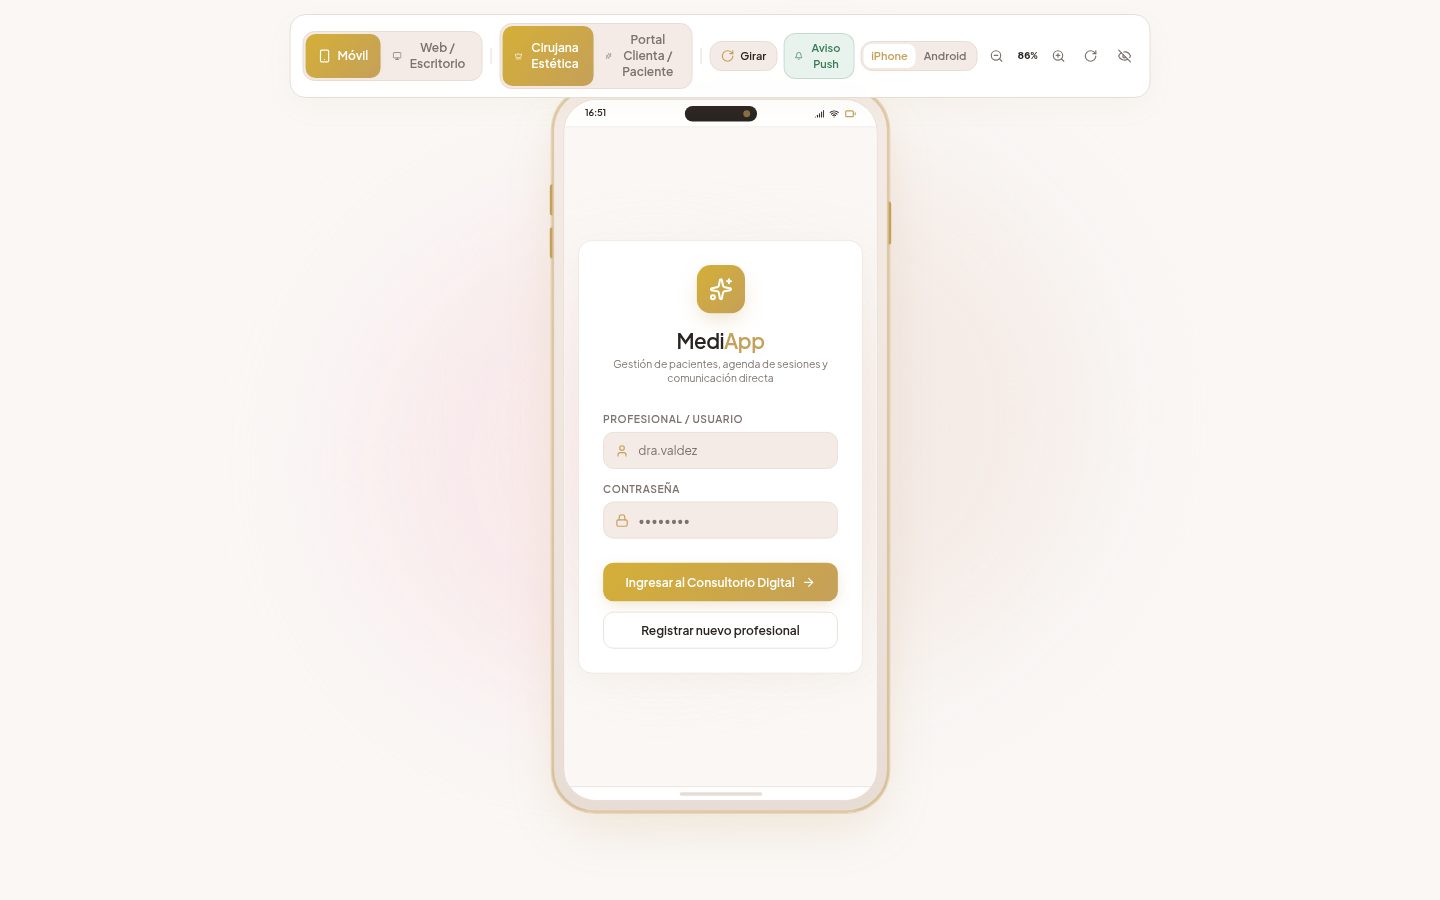 Móvil
Web /
Escritorio
Cirujana
Estética
Portal
Clienta /
Paciente
Girar
Aviso
Push
iPhone
Android
86%
16:51
MediApp
Gestión de pacientes, agenda de sesiones y
comunicación directa
PROFESIONAL / USUARIO
dra.valdez
CONTRASEÑA
••••••••
Ingresar al Consultorio Digital
Registrar nuevo profesional